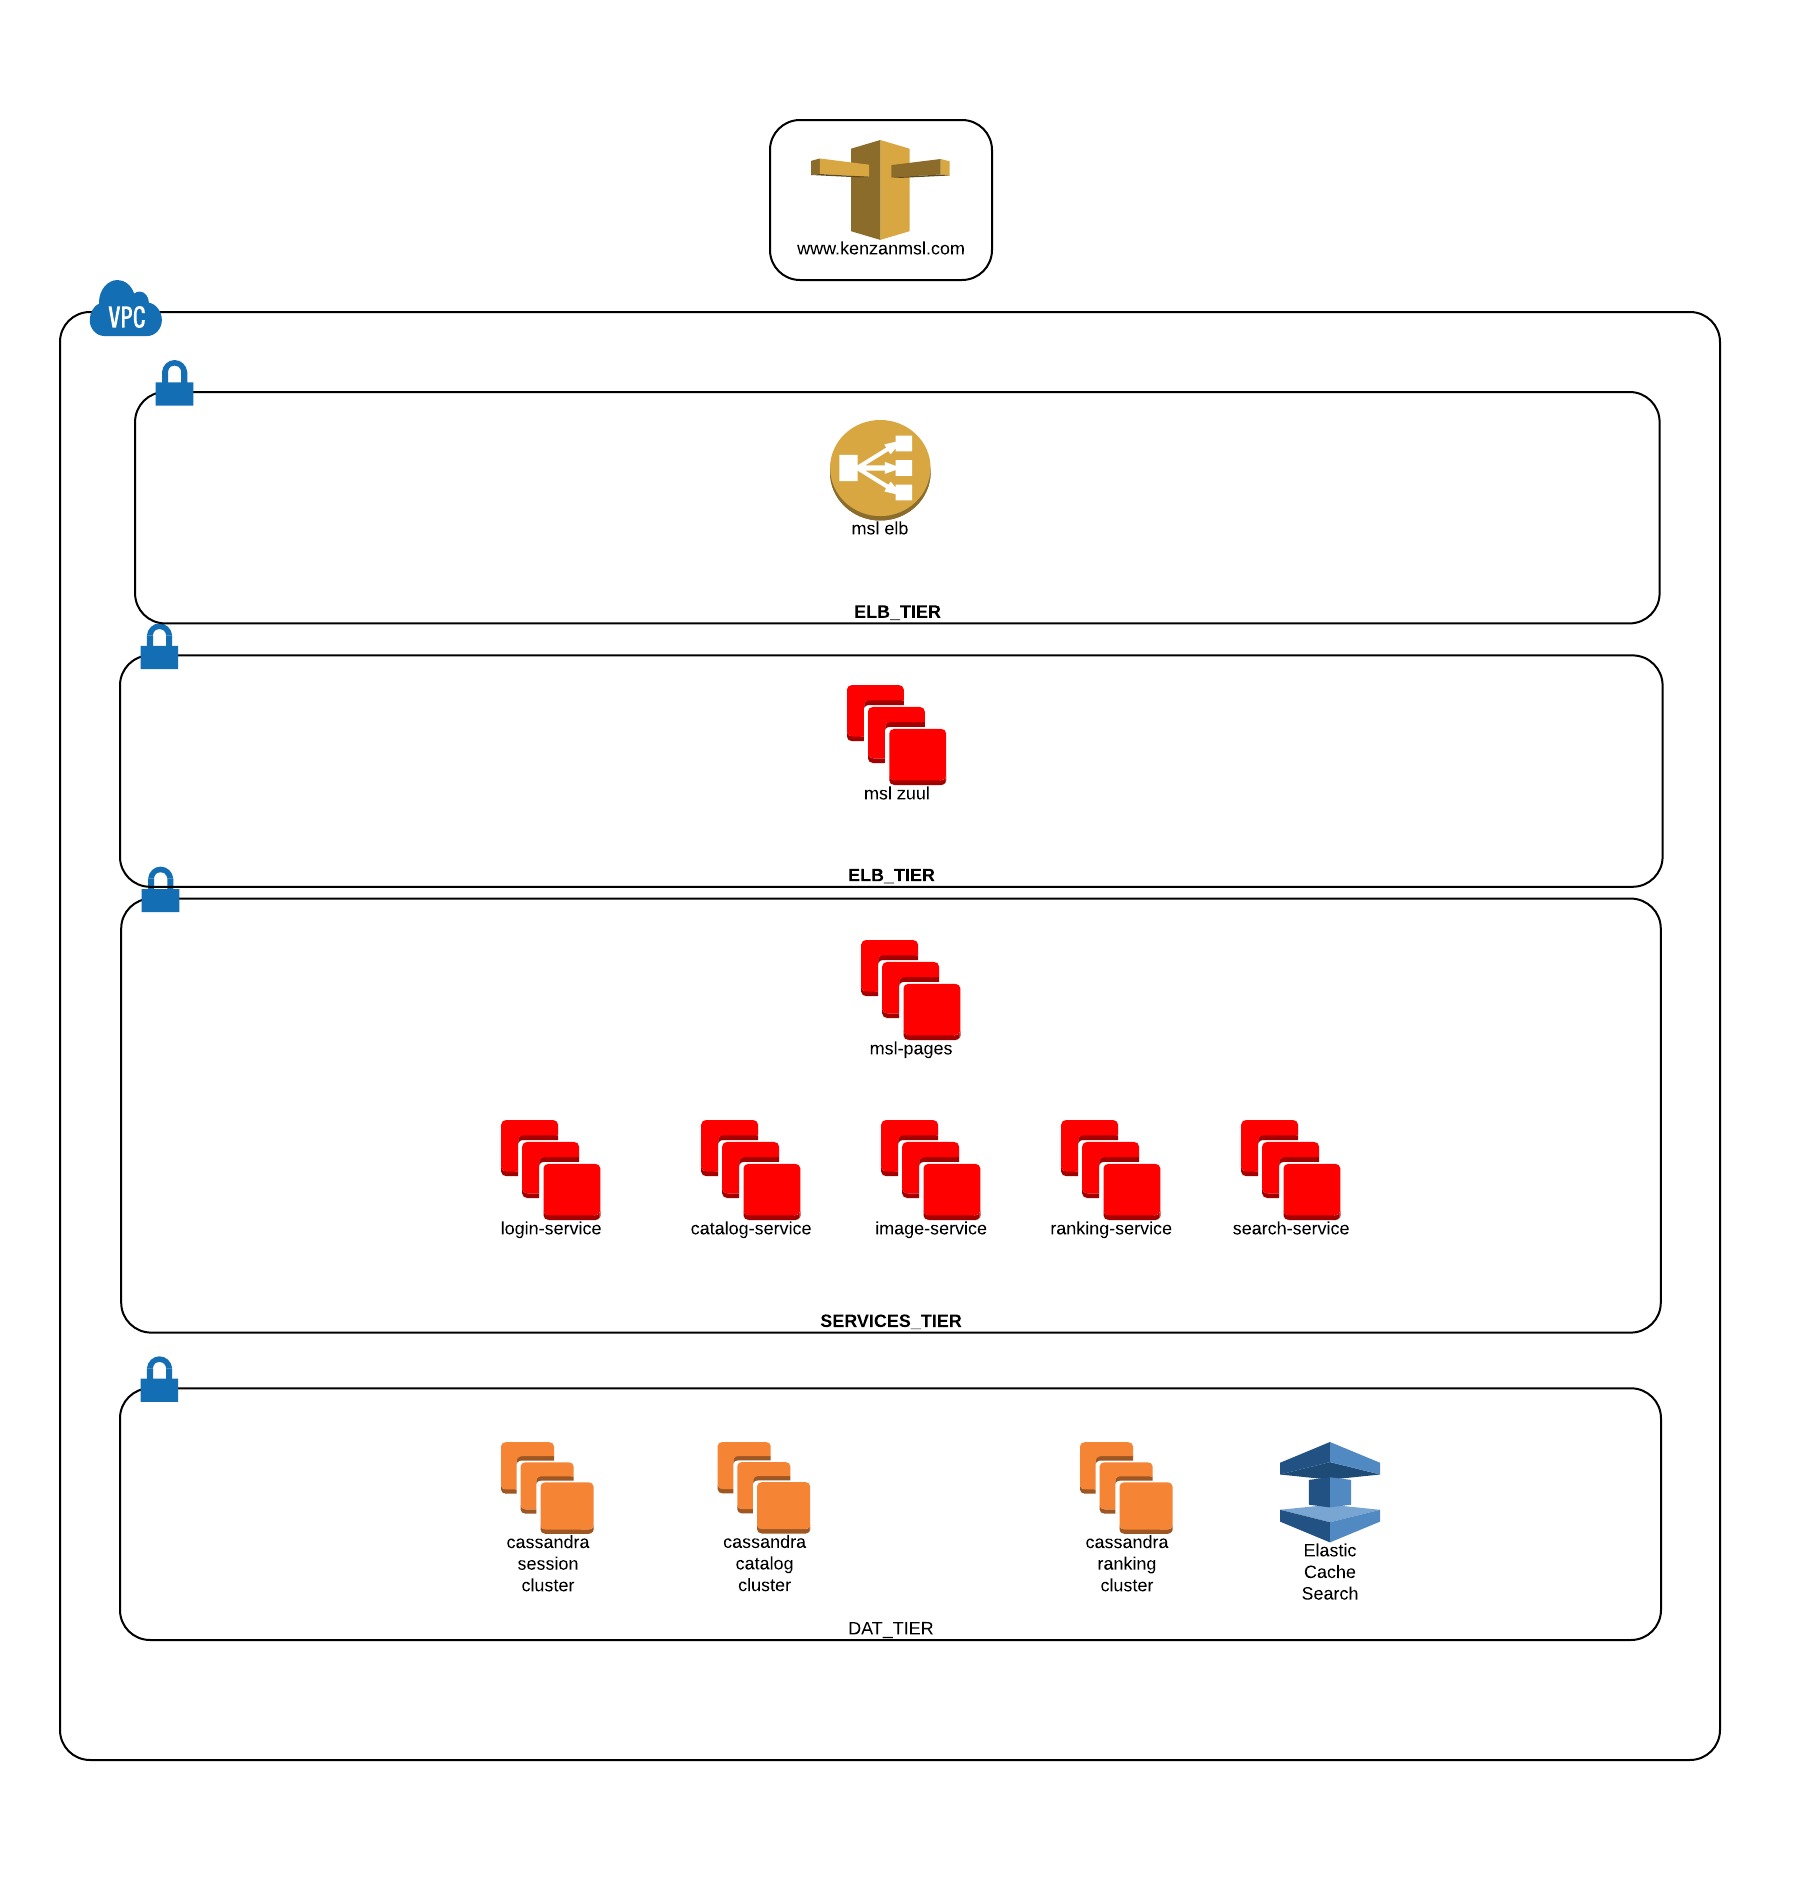 www.kenzanmsl.com
VPC
msl elb
ELB_TIER
msl zuul
ELB_TIER
msl-pages
login-service
catalog-service
image-service
ranking-service
search-service
SERVICES_TIER
cassandra
session
cluster
cassandra
catalog
cluster
cassandra
ranking
cluster
Elastic
Cache
Search
DAT_TIER